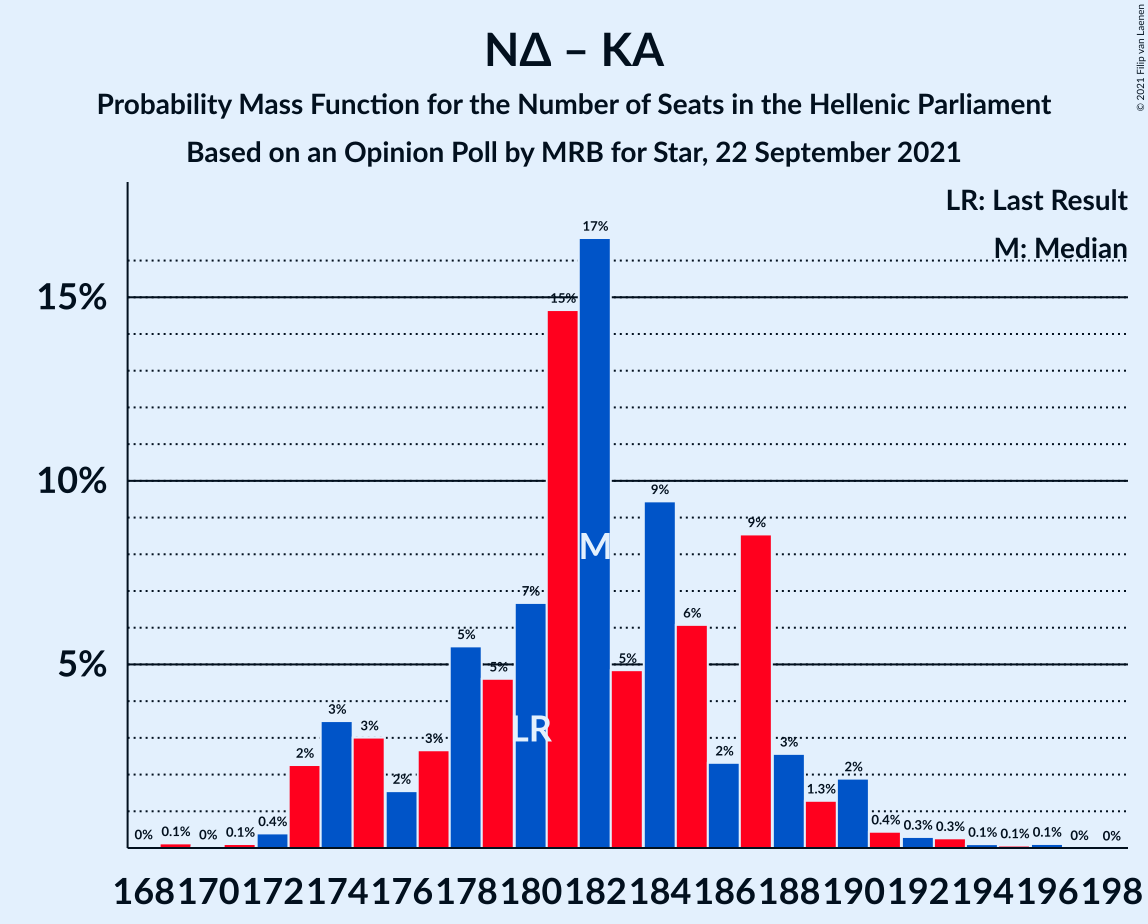 © 2021 Filip van Laenen
NΔ – KA
Probability Mass Function for the Number of Seats in the Hellenic Parliament
Based on an Opinion Poll by MRB for Star, 22 September 2021
LR: Last Result
M: Median
15%
10%
5%
0% 0.1% 0% 0.1% 0.4% 2% 3% 3% 2% 3% 5% 5% 7% 15% 17% 5% 9% 6% 2% 9% 3% 1.3% 2% 0.4% 0.3% 0.3% 0.1% 0.1% 0.1% 0% 0%
M
LR
168 170 172 174 176 178 180 182 184 186 188 190 192 194 196 198